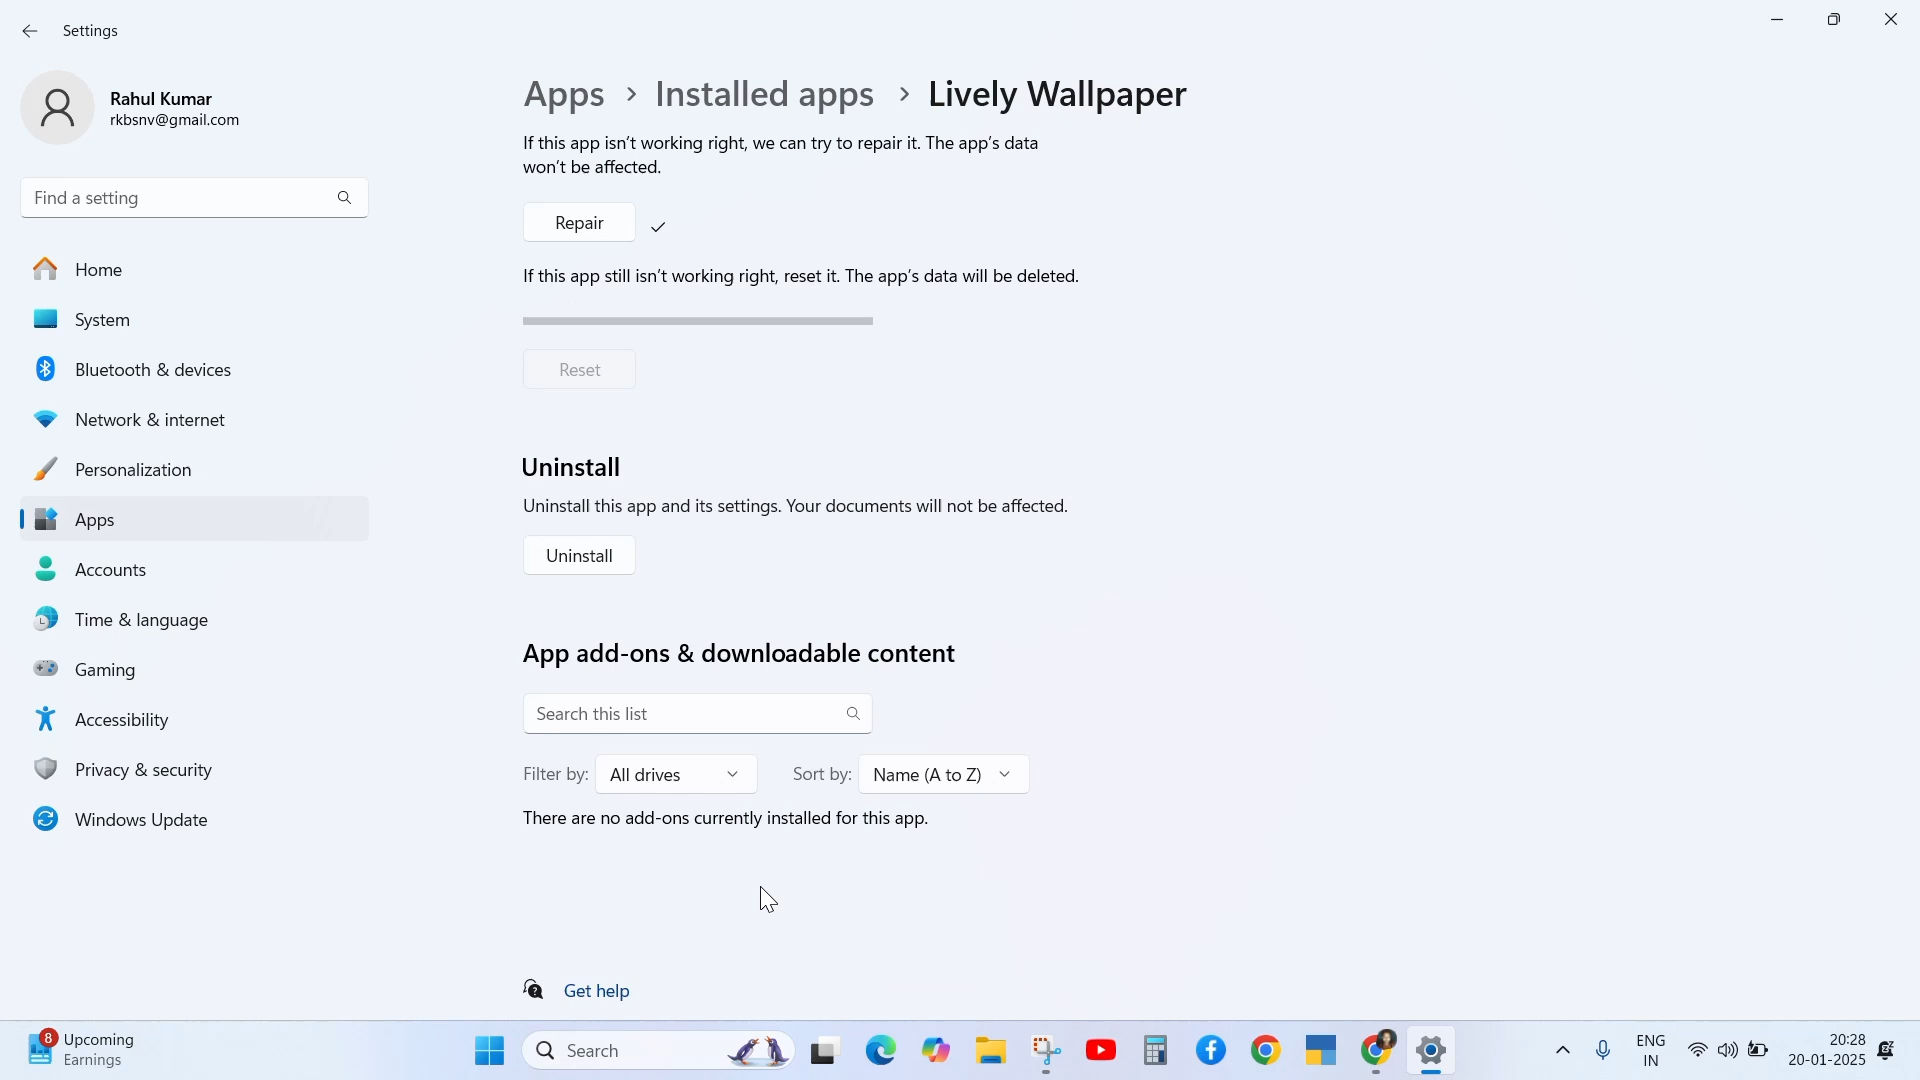 Settings
Rahul Kumar
rkbsnv@gmail.com
Find a setting
Home
System
Bluetooth & devices
Network & internet
Personalization
Apps
Accounts
Time & language
Gaming
Accessibility
Privacy & security
Windows Update
Apps > Installed apps > Lively Wallpaper
If this app isn't working right, we can try to repair it. The app's data
won't be affected.
Repair
If this app still isn't working right, reset it. The app's data will be deleted.
Reset
Uninstall
Uninstall this app and its settings. Your documents will not be affected.
Uninstall
App add-ons & downloadable content
Search this list
Filter by: All drives Sort by: Name (A to Z)
There are no add-ons currently installed for this app.
Get help
8 Upcoming
Earnings
Search
ENG
IN
20:28
20-01-2025